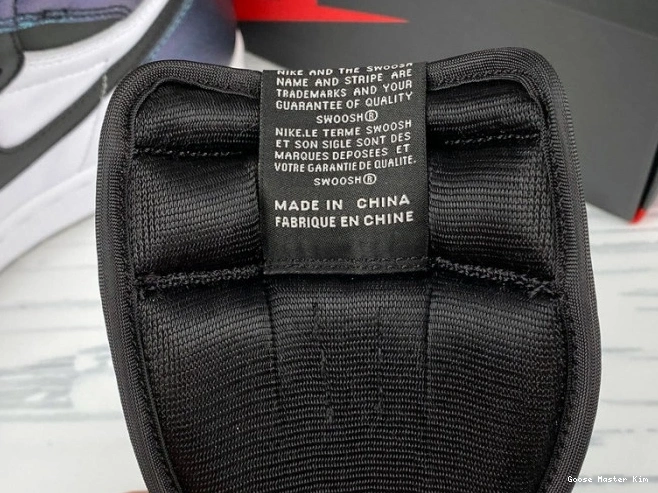 NIKE AND THE SWOOSH
NAME AND STRIPE ARE
TRADEMARKS AND YOUR
GUARANTEE OF QUALITY
SWOOSH®
NIKE.LE TERME SWOOSH
ET SON SIGLE SONT DES
MARQUES DEPOSÉES ET
VOTRE GARANTIE DE QUALITE.
SWOOSH®
MADE IN CHINA
FABRIQUE EN CHINE
Goose Master Kim